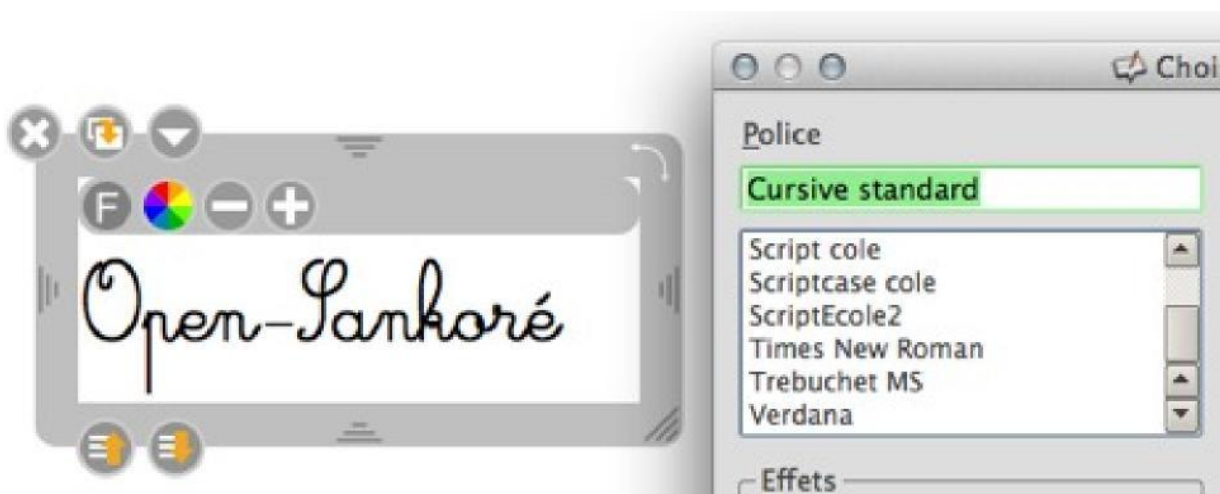 Choi
Police
Cursive standard
F
Open-Sankoré
Script cole
Scriptcase cole
ScriptEcole2
Times New Roman
Trebuchet MS
Verdana
Effets